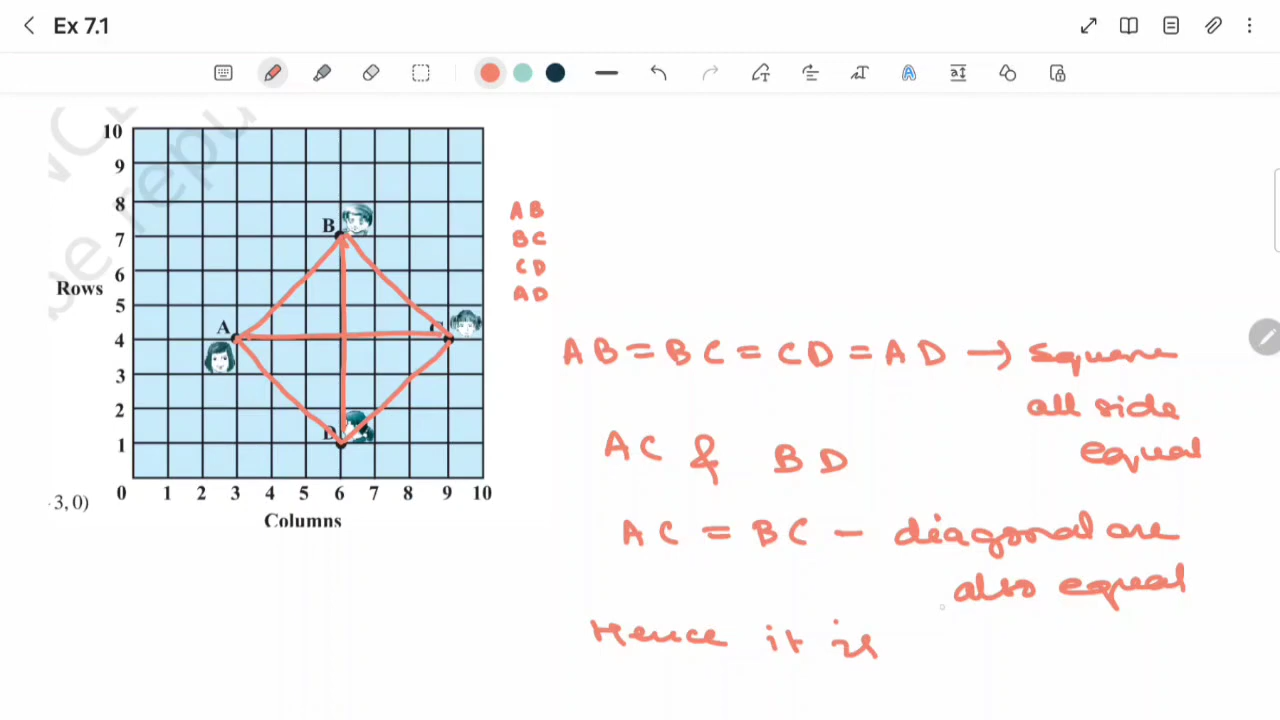 Ex 7.1
10
9
8
7
6
5
4
3
2
1
Rows
B
A
C
D
3,0)
0 1 2 3 4 5 6 7 8 9 10
Columns
AB
BC
CD
AD
AB = BC = CD = AD → Square
all side
equal
AC & BD
AC = BC - diagonal are
also equal
Hence it is